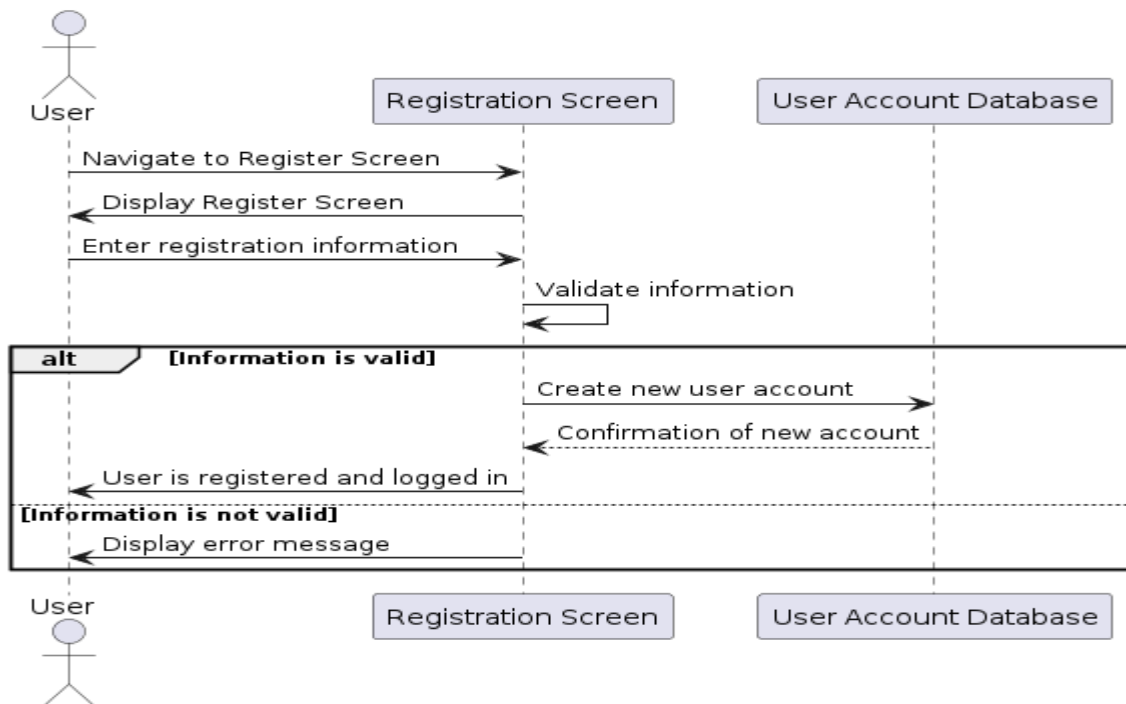 User
Registration Screen
User Account Database
Navigate to Register Screen
Display Register Screen
Enter registration information
Validate information
alt [Information is valid]
Create new user account
Confirmation of new account
User is registered and logged in
[Information is not valid]
Display error message
User
Registration Screen
User Account Database